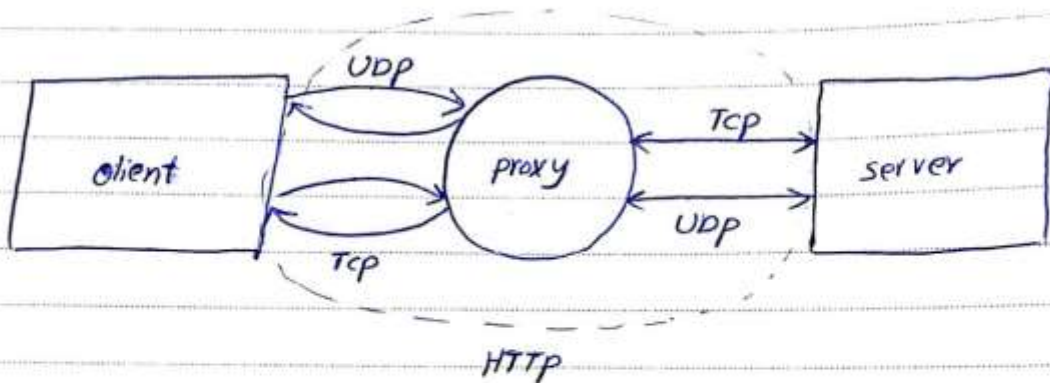 UDP
Tcp
client
proxy
server
UDP
Tcp
HTTP